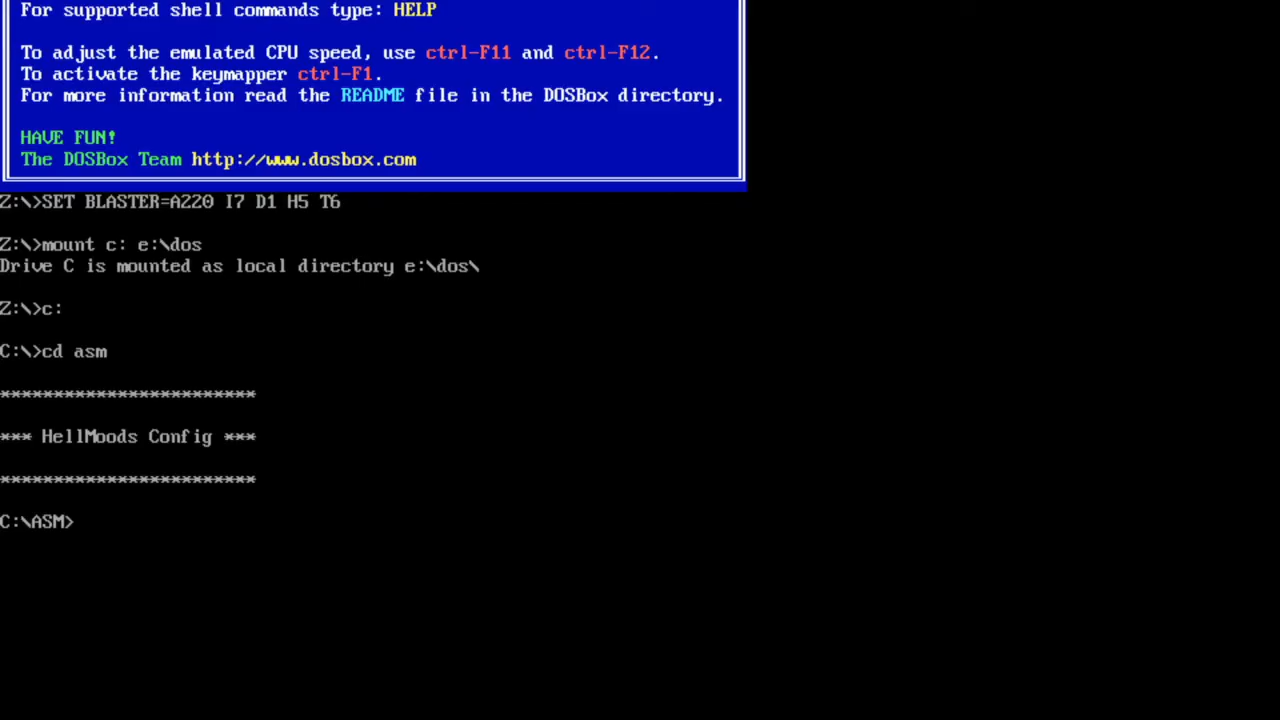 For supported shell commands type: HELP
To adjust the emulated CPU speed, use ctrl-F11 and ctrl-F12.
To activate the keymapper ctrl-F1.
For more information read the README file in the DOSBox directory.
HAVE FUN!
The DOSBox Team http://www.dosbox.com
Z:\>SET BLASTER=A220 I7 D1 H5 T6
Z:\>mount c: e:\dos
Drive C is mounted as local directory e:\dos\
Z:\>c:
C:\>cd asm
************************
*** HellMoods Config ***
************************
C:\ASM>